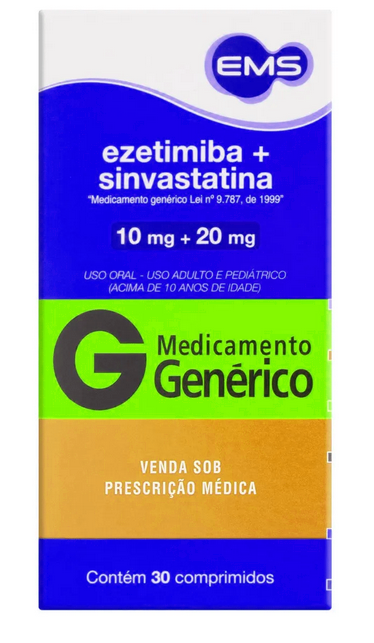 EMS
ezetimiba +
sinvastatina
"Medicamento genérico Lei nº 9.787, de 1999"
10 mg + 20 mg
USO ORAL - USO ADULTO E PEDIÁTRICO
(ACIMA DE 10 ANOS DE IDADE)
G Medicamento
Genérico
VENDA SOB
PRESCRIÇÃO MÉDICA
Contém 30 comprimidos